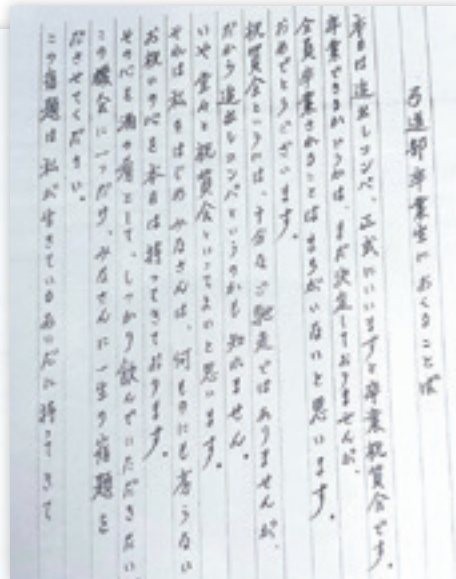 弓道部卒業生におくることば
本日は追出しコンペ、正式にいいますと卒業祝賀会です。
卒業できるかどうかは、まだ決定しておりませんが、
全員卒業されることはまちがいないと思います。
おめでとうございます。
祝賀会というのには、十分なご馳走ではありませんが、
だから追出しコンペというのかも知れません。
いや堂々と祝賀会といってよいと思います。
それは私をはじめみなさんは、何ものにも劣らない
お祝いの心を本日は持ってきております。
その心を酒の肴として、しっかり飲んでいただきたい
この機会に一つだけ、みなさんに一生の宿題を
ださせてください。
この宿題は私が生きているあいだに持ってきて